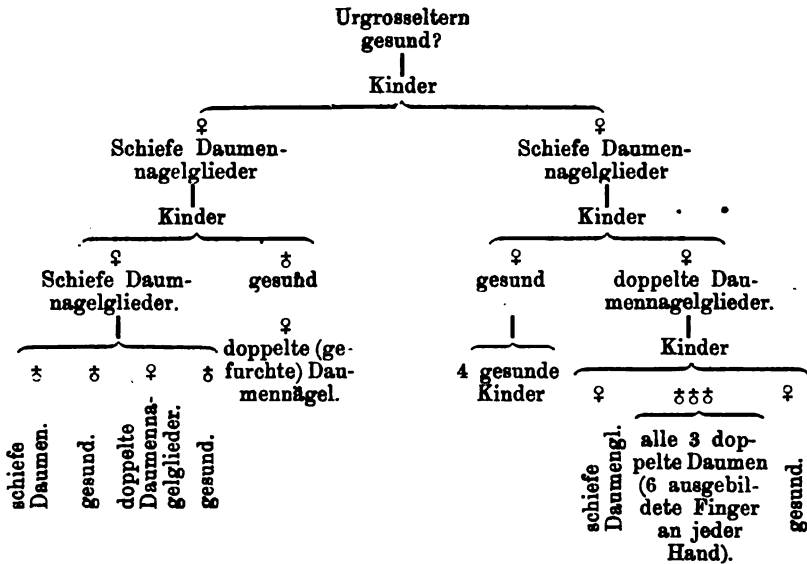 Urgrosseltern
gesund?
Kinder
♀
Schiefe Daumen-
nagelglieder
Kinder
♀
Schiefe Daum-
nagelglieder.
♁
gesund
♁
schiefe
Daumen.
♁
gesund.
♀
doppelte
Daumenna-
gelglieder.
♁
gesund.
♀
doppelte (ge-
furchte) Dau-
mennägel.
♀
Schiefe Daumen-
nagelglieder
Kinder
♀
gesund
4 gesunde
Kinder
♀
doppelte Dau-
mennagelglieder.
Kinder
♀
schiefe
Daumengl.
♁♁♁
alle 3 dop-
pelte Daumen
(6 ausgebil-
dete Finger
an jeder
Hand).
♀
gesund.